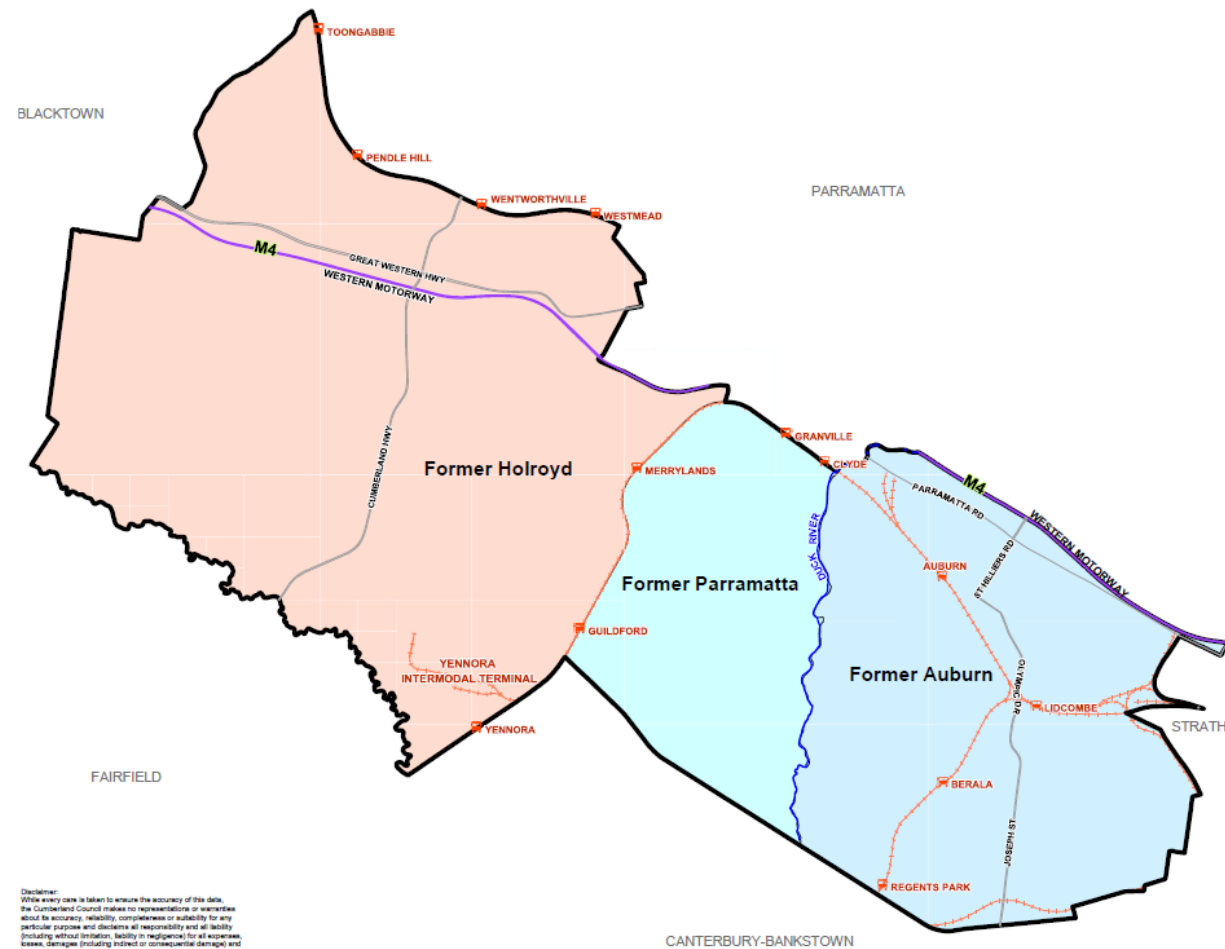 TOONGABBIE
BLACKTOWN
PENDLE HILL
PARRAMATTA
WENTWORTHVILLE
WESTMEAD
M4
GREAT WESTERN HWY
WESTERN MOTORWAY
CUMBERLAND HWY
GRANVILLE
CLYDE
Former Holroyd
MERRYLANDS
M4
PARRAMATTA RD
WESTERN MOTORWAY
DUCK RIVER
ST HILLIERS RD
AUBURN
Former Parramatta
GUILDFORD
YENNORA
INTERMODAL TERMINAL
Former Auburn
OLYMPIC DR
LIDCOMBE
STRATH
YENNORA
FAIRFIELD
BERALA
JOSEPH ST
REGENTS PARK
CANTERBURY-BANKSTOWN
Disclaimer:
While every care is taken to ensure the accuracy of this data,
the Cumberland Council makes no representations or warranties
about its accuracy, reliability, completeness or suitability for any
particular purpose and disclaims all responsibility and all liability
(including without limitation, liability in negligence) for all expenses,
losses, damages (including indirect or consequential damage) and